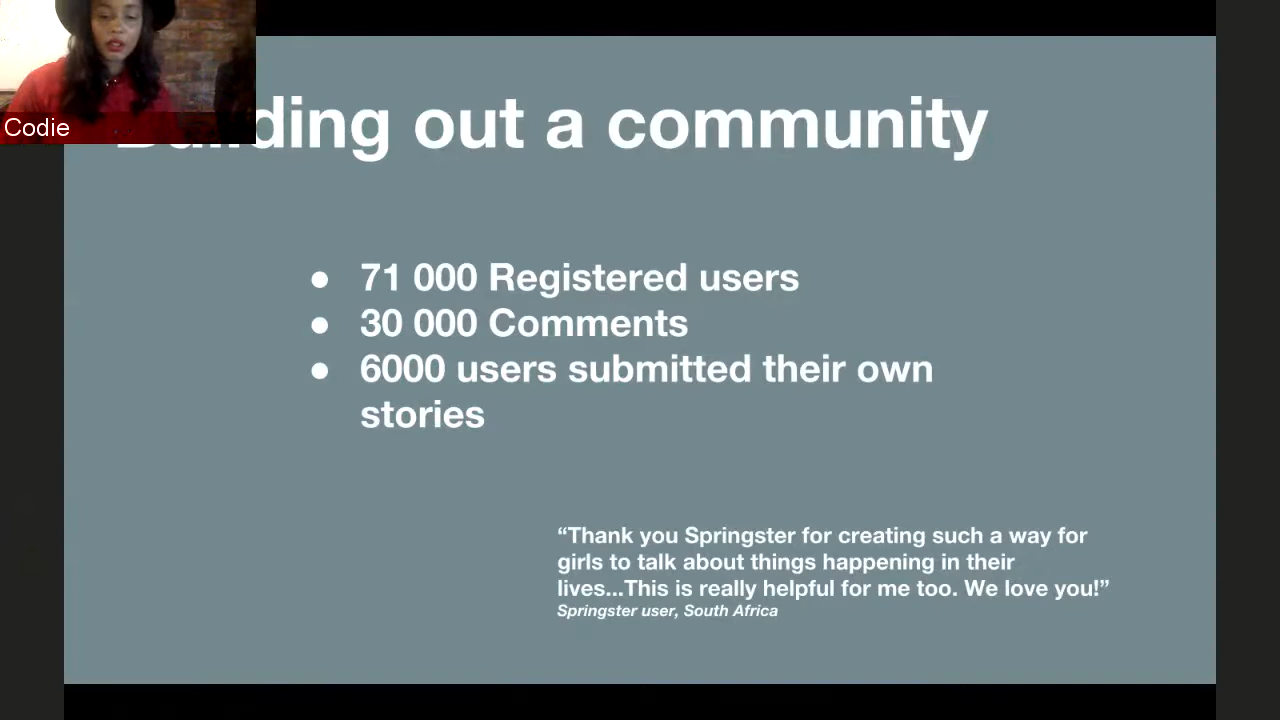 Codie
Building out a community
● 71 000 Registered users
● 30 000 Comments
● 6000 users submitted their own
stories
“Thank you Springster for creating such a way for
girls to talk about things happening in their
lives...This is really helpful for me too. We love you!”
Springster user, South Africa